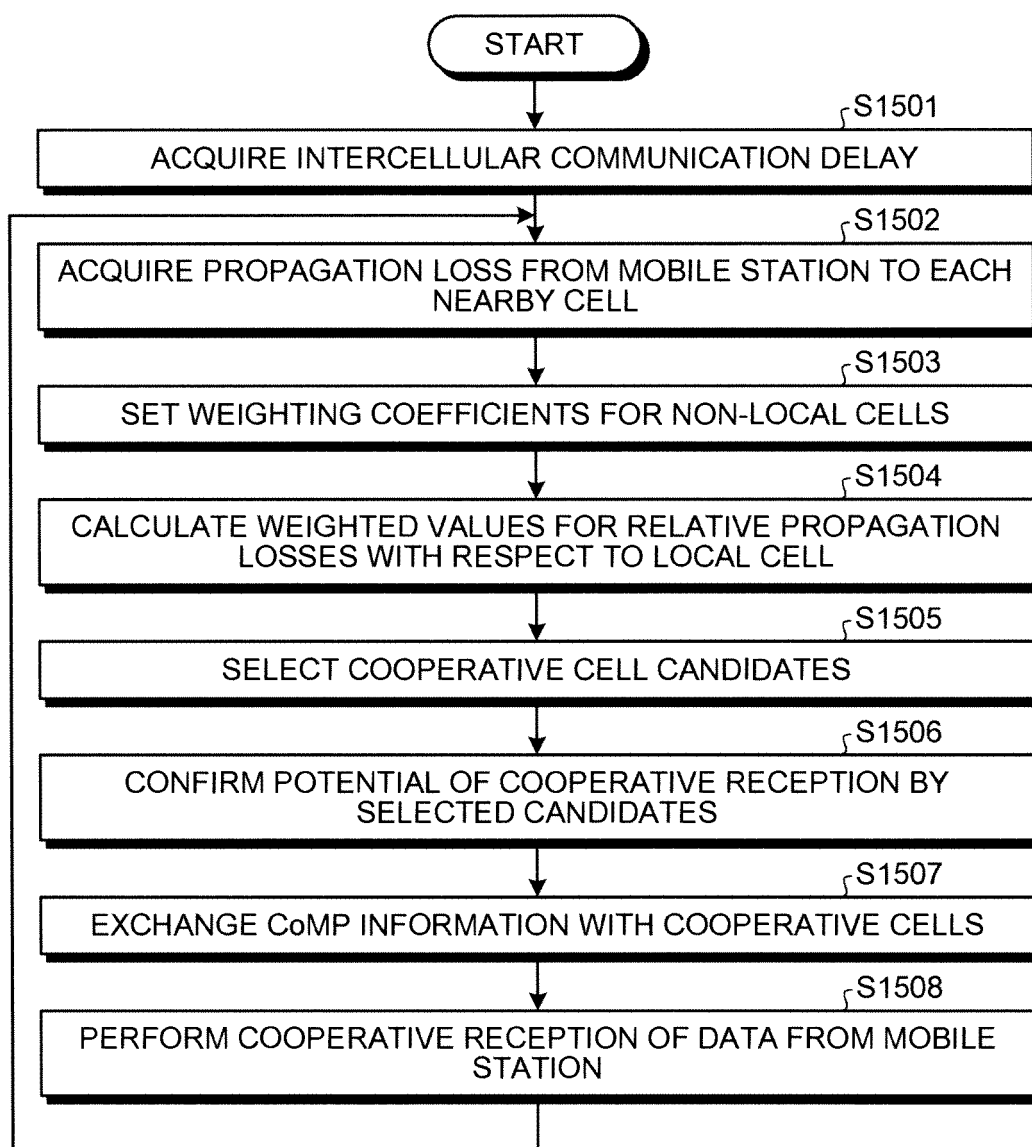 START
S1501
ACQUIRE INTERCELLULAR COMMUNICATION DELAY
S1502
ACQUIRE PROPAGATION LOSS FROM MOBILE STATION TO EACH
NEARBY CELL
S1503
SET WEIGHTING COEFFICIENTS FOR NON-LOCAL CELLS
S1504
CALCULATE WEIGHTED VALUES FOR RELATIVE PROPAGATION
LOSSES WITH RESPECT TO LOCAL CELL
S1505
SELECT COOPERATIVE CELL CANDIDATES
S1506
CONFIRM POTENTIAL OF COOPERATIVE RECEPTION BY
SELECTED CANDIDATES
S1507
EXCHANGE CoMP INFORMATION WITH COOPERATIVE CELLS
S1508
PERFORM COOPERATIVE RECEPTION OF DATA FROM MOBILE
STATION